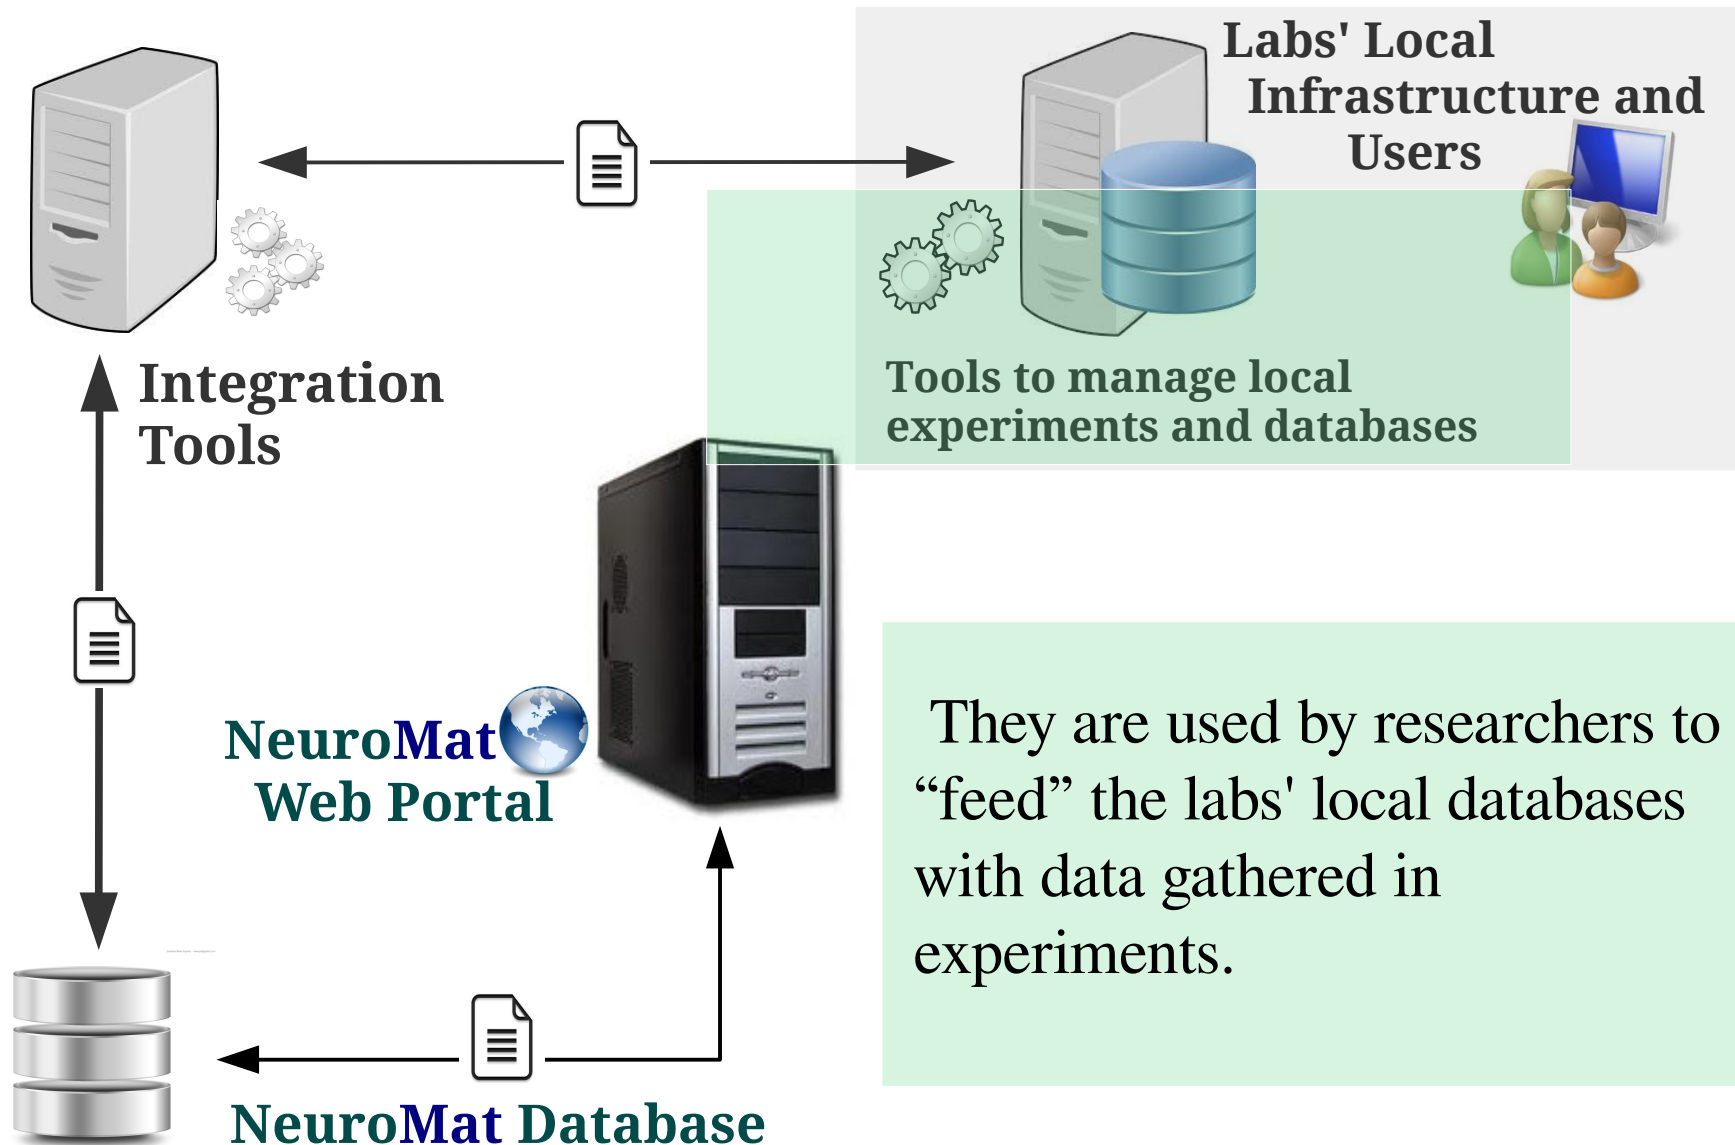 Labs' Local
Infrastructure and
Users
Tools to manage local
experiments and databases
Integration
Tools
NeuroMat
Web Portal
They are used by researchers to
“feed” the labs' local databases
with data gathered in
experiments.
NeuroMat Database